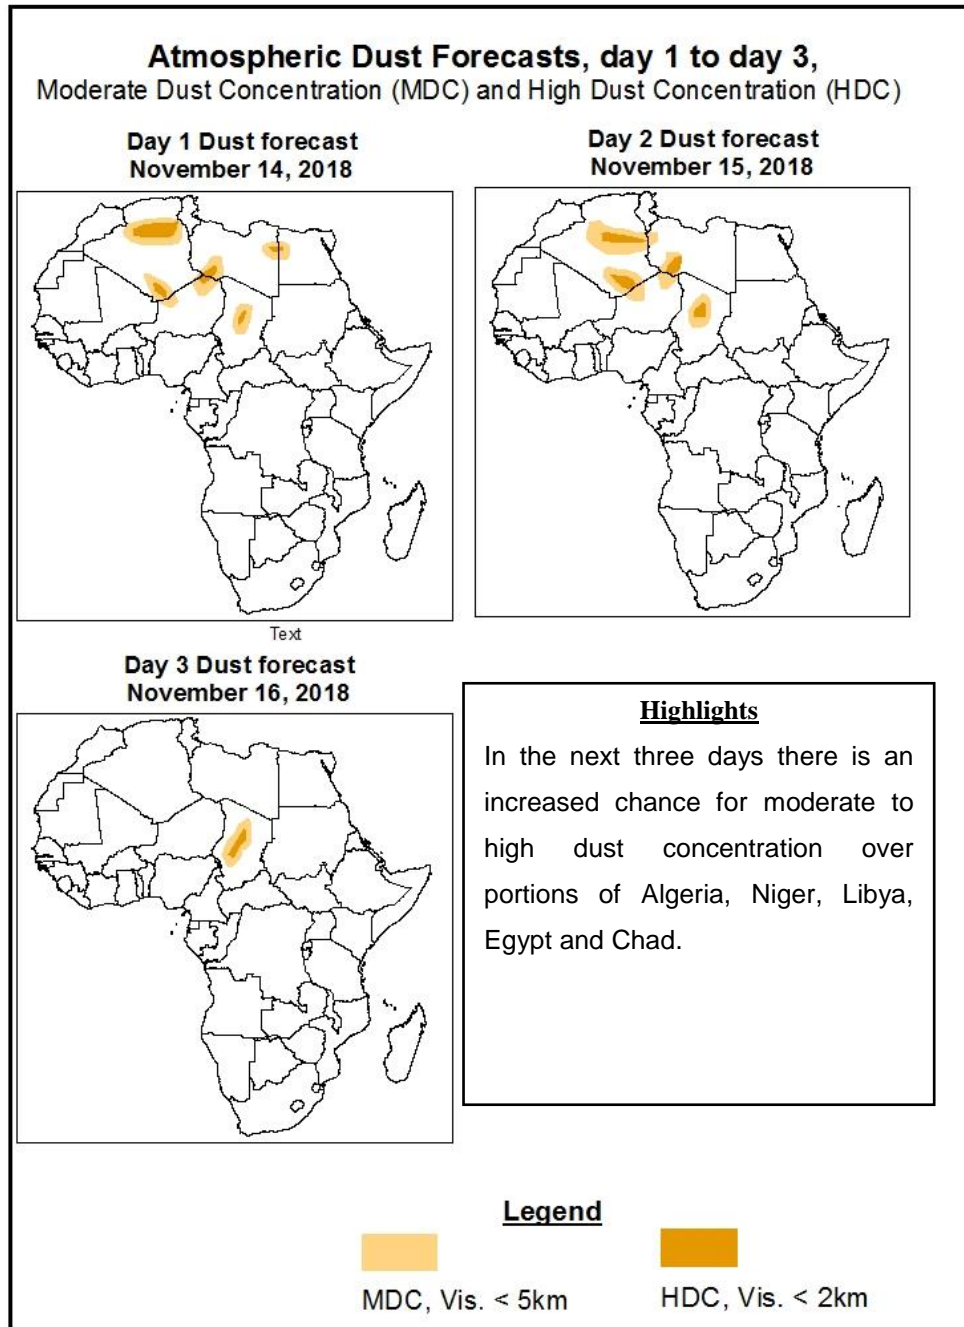 Atmospheric Dust Forecasts, day 1 to day 3,
Moderate Dust Concentration (MDC) and High Dust Concentration (HDC)
Day 1 Dust forecast
November 14, 2018
Day 2 Dust forecast
November 15, 2018
Text
Day 3 Dust forecast
November 16, 2018
Highlights
In the next three days there is an
increased chance for moderate to
high dust concentration over
portions of Algeria, Niger, Libya,
Egypt and Chad.
Legend
MDC, Vis. < 5km
HDC, Vis. < 2km